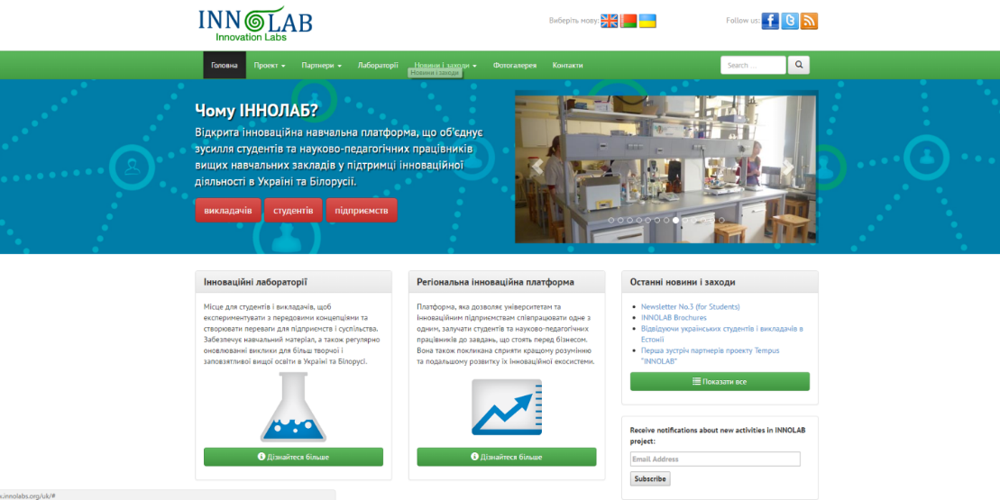 INNOLAB
Innovation Labs
Виберіть мову:
Follow us:
Головна Проект Партнери Лабораторії Новини і заходи Фотогалерея Контакти
Search …
Новини і заходи
Чому ІННОЛАБ?
Відкрита інноваційна навчальна платформа, що об'єднує
зусилля студентів та науково-педагогічних працівників
вищих навчальних закладів у підтримці інноваційної
діяльності в Україні та Білорусії.
викладачів студентів підприємств
Інноваційні лабораторії
Місце для студентів і викладачів, щоб
експериментувати з передовими концепціями та
створювати переваги для підприємств і суспільства.
Забезпечує навчальний матеріал, а також регулярно
оновлюванні виклики для більш творчої і
заповзятливої вищої освіти в Україні та Білорусі.
Дізнайтеся більше
Регіональна інноваційна платформа
Платформа, яка дозволяє університетам та
інноваційним підприємствам співпрацювати одне з
одним, залучати студентів та науково-педагогічних
працівників до завдань, що стоять перед бізнесом.
Вона також покликана сприяти кращому розумінню
та подальшому розвитку їх інноваційної екосистеми.
Дізнайтеся більше
Останні новини і заходи
Newsletter No.3 (for Students)
INNOLAB Brochures
Відвідуючи українських студентів і викладачів в
Естонії
Перша зустріч партнерів проекту Tempus
"INNOLAB"
Показати все
Receive notifications about new activities in INNOLAB
project:
Email Address
Subscribe
.innolabs.org/uk/#